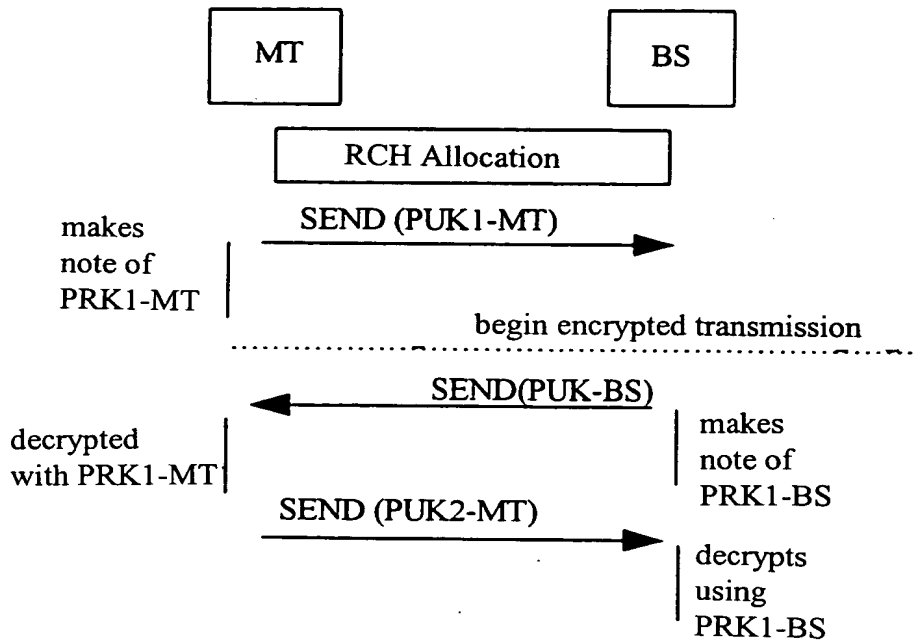 MT
BS
RCH Allocation
SEND (PUK1-MT)
makes
note of
PRK1-MT
begin encrypted transmission
SEND(PUK-BS)
decrypted
with PRK1-MT
makes
note of
PRK1-BS
SEND (PUK2-MT)
decrypts
using
PRK1-BS